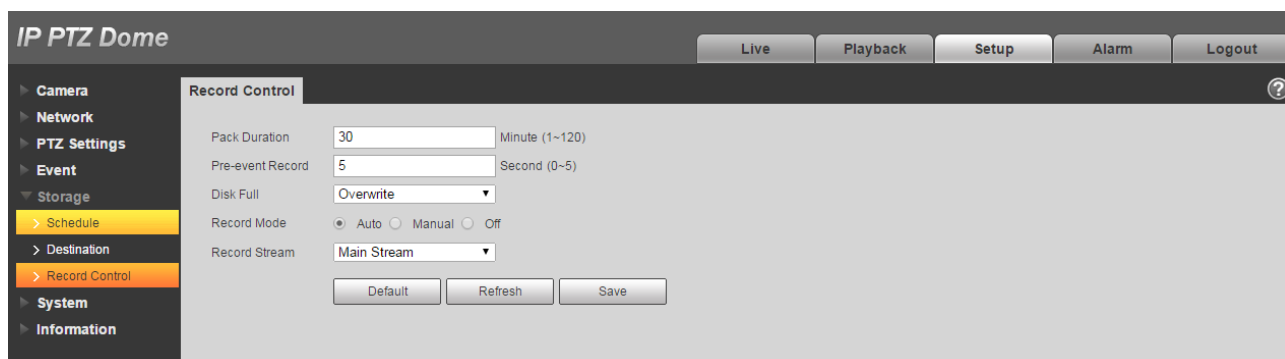 IP PTZ Dome
Live Playback Setup Alarm Logout
Camera
Network
PTZ Settings
Event
Storage
Schedule
Destination
Record Control
System
Information
Record Control
?
Pack Duration 30 Minute (1~120)
Pre-event Record 5 Second (0~5)
Disk Full Overwrite
Record Mode Auto Manual Off
Record Stream Main Stream
Default Refresh Save